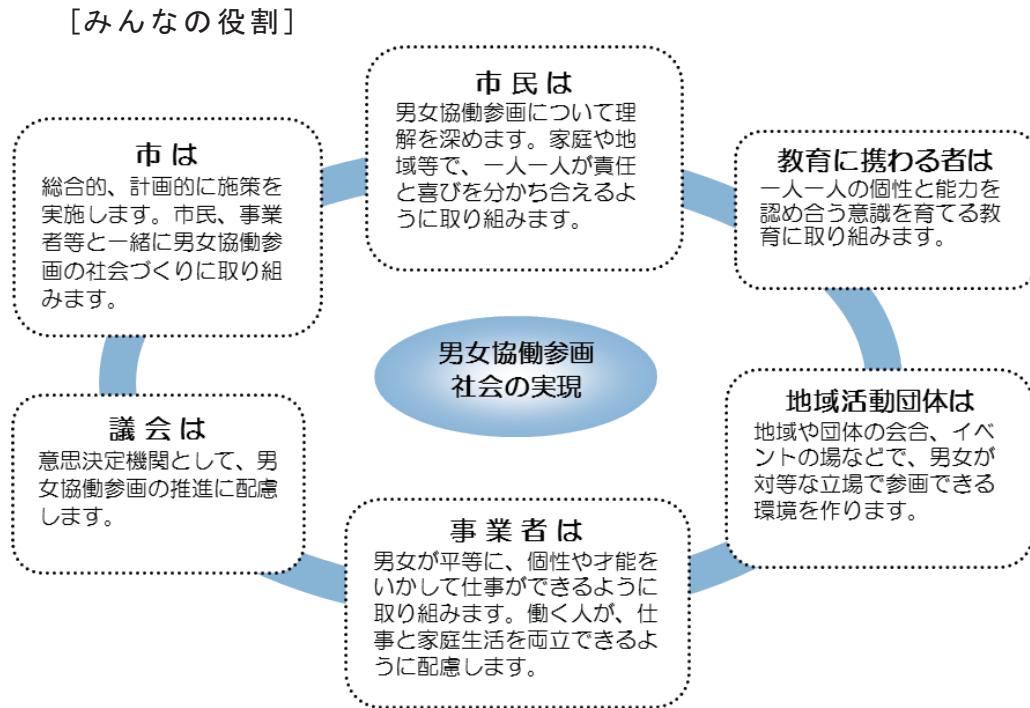 [みんなの役割]
市民は
男女協働参画について理
解を深めます。家庭や地
域等で、一人一人が責任
と喜びを分かち合えるよ
うに取り組みます。
教育に携わる者は
一人一人の個性と能力を
認め合う意識を育てる教
育に取り組みます。
地域活動団体は
地域や団体の会合、イベ
ントの場などで、男女が
対等な立場で参画できる
環境を作ります。
事業者は
男女が平等に、個性や才能を
いかして仕事ができるように
取り組みます。働く人が、仕
事と家庭生活を両立できるよ
うに配慮します。
議会は
意思決定機関として、男
女協働参画の推進に配慮
します。
市は
総合的、計画的に施策を
実施します。市民、事業
者等と一緒に男女協働参
画の社会づくりに取り組
みます。
男女協働参画
社会の実現